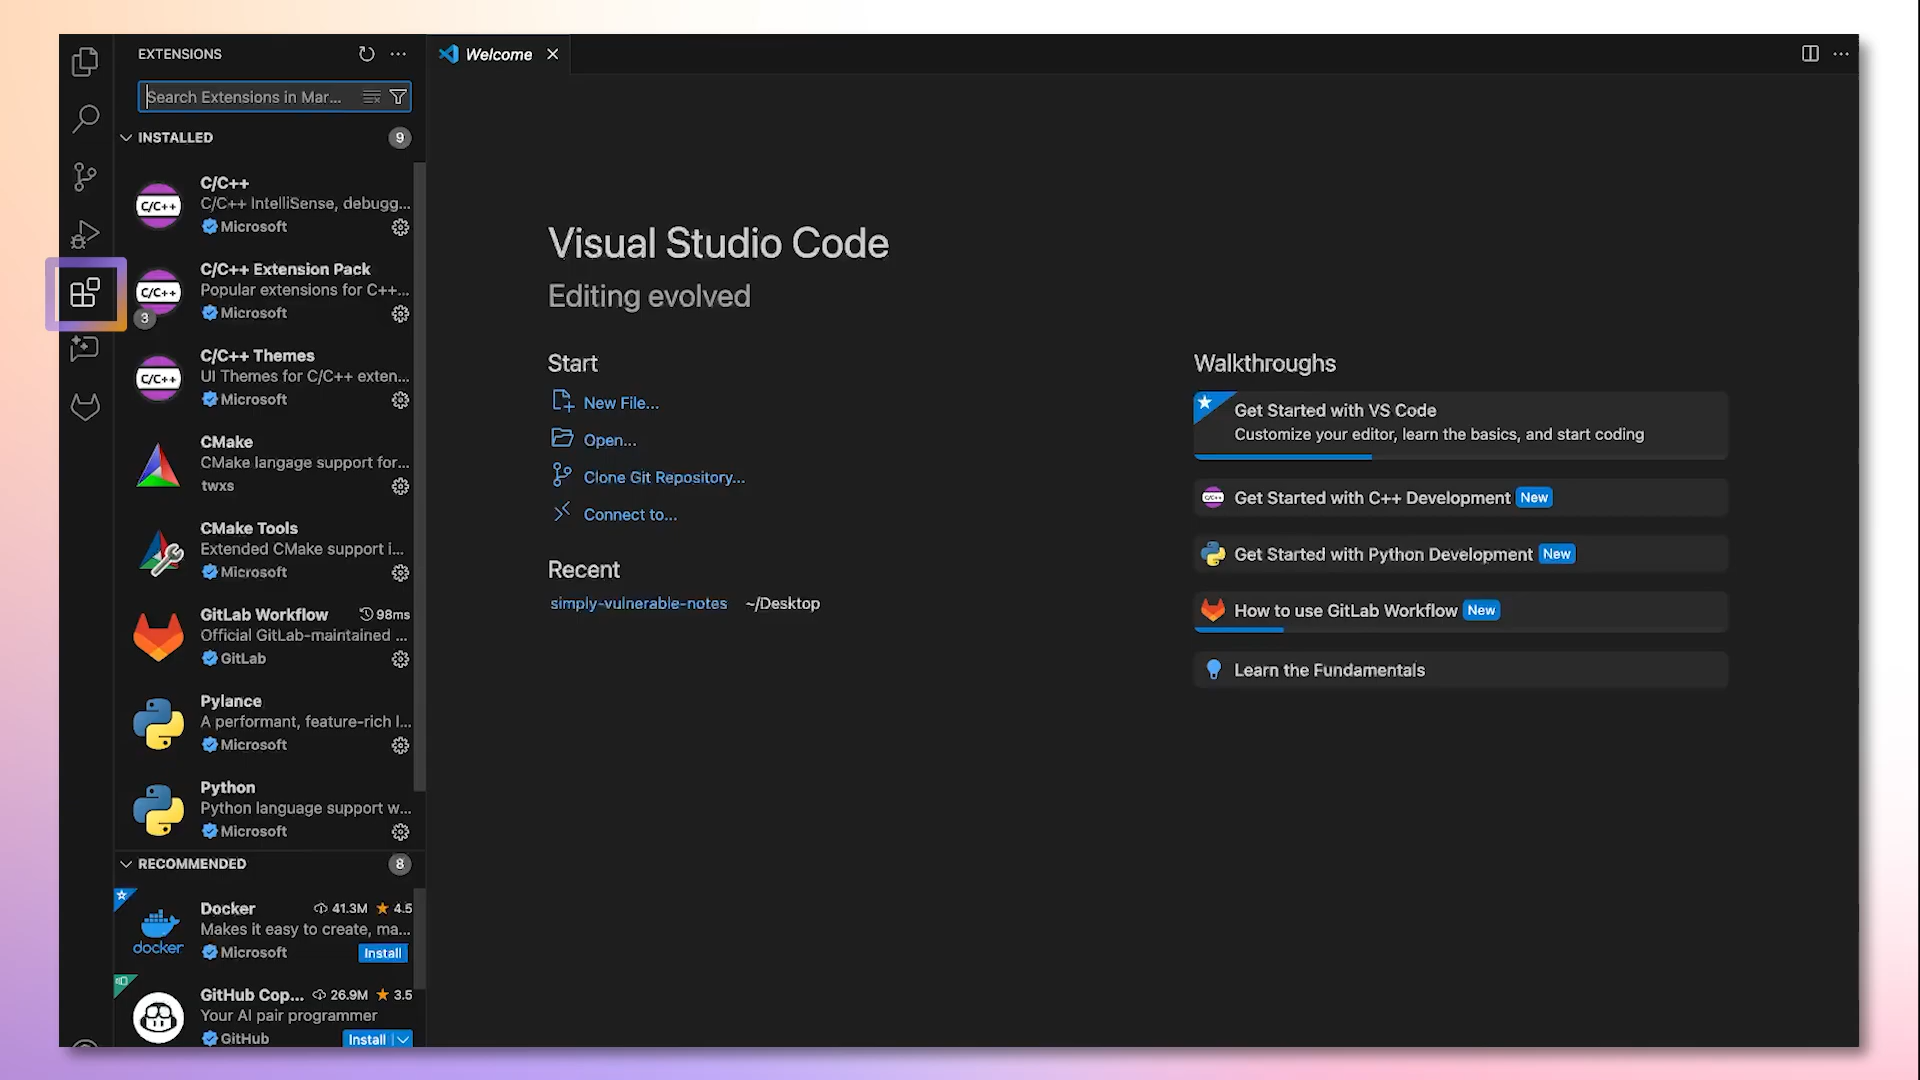 EXTENSIONS
Search Extensions in Mar...
INSTALLED 9
C/C++
C/C++
C/C++ IntelliSense, debugg...
Microsoft
C/C++
3
C/C++ Extension Pack
Popular extensions for C++...
Microsoft
C/C++
C/C++ Themes
UI Themes for C/C++ exten...
Microsoft
CMake
CMake langage support for...
twxs
CMake Tools
Extended CMake support i...
Microsoft
GitLab Workflow 98ms
Official GitLab-maintained ...
GitLab
Pylance
A performant, feature-rich l...
Microsoft
Python
Python language support w...
Microsoft
RECOMMENDED 8
docker
Docker 41.3M 4.5
Makes it easy to create, ma...
Microsoft Install
GitHub Cop... 26.9M 3.5
Your AI pair programmer
GitHub Install
Welcome
Visual Studio Code
Editing evolved
Start
New File...
Open...
Clone Git Repository...
Connect to...
Recent
simply-vulnerable-notes ~/Desktop
Walkthroughs
Get Started with VS Code
Customize your editor, learn the basics, and start coding
C/C++ Get Started with C++ Development New
Get Started with Python Development New
How to use GitLab Workflow New
Learn the Fundamentals